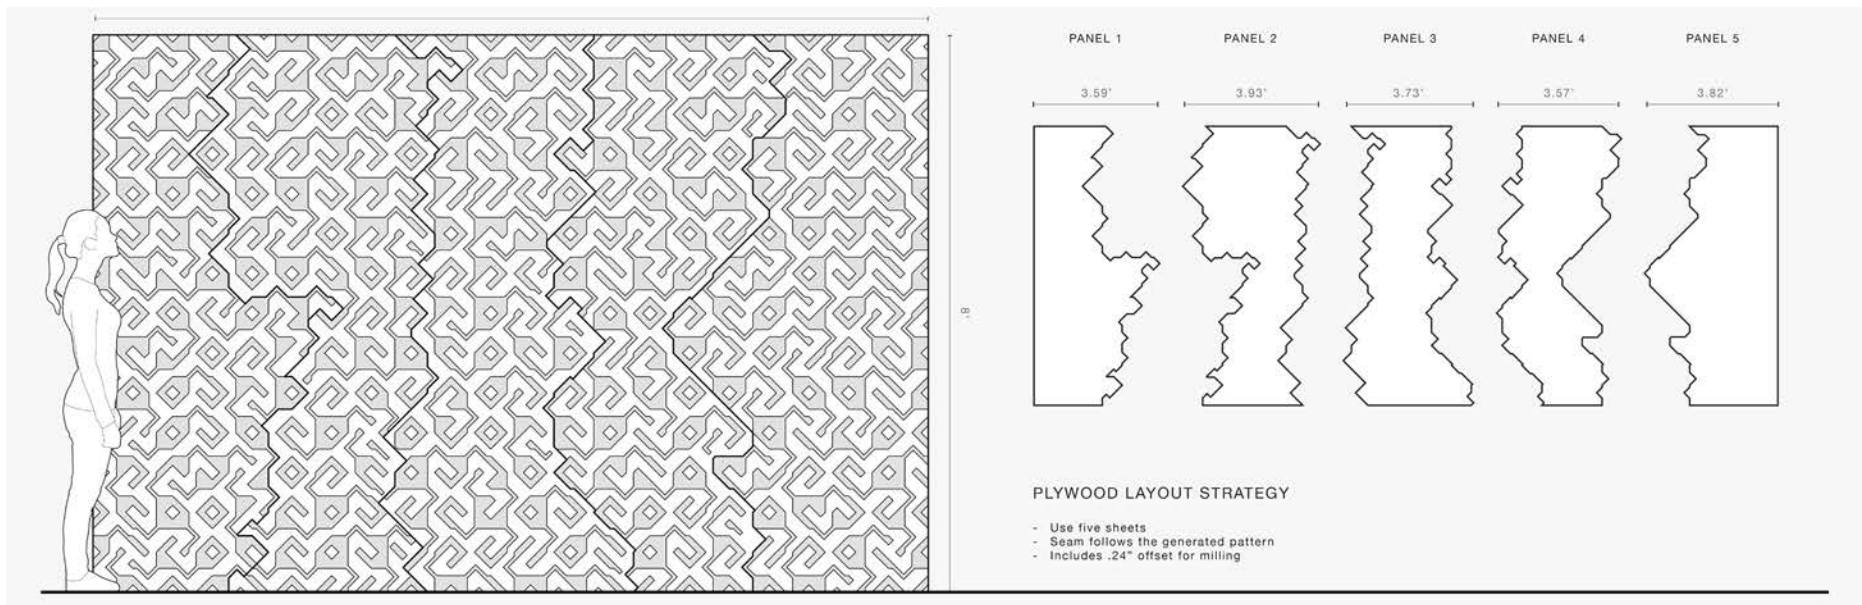 PANEL 1 PANEL 2 PANEL 3 PANEL 4 PANEL 5
3.59' 3.93' 3.73' 3.57' 3.82'
8'
PLYWOOD LAYOUT STRATEGY
- Use five sheets
- Seam follows the generated pattern
- Includes .24" offset for milling